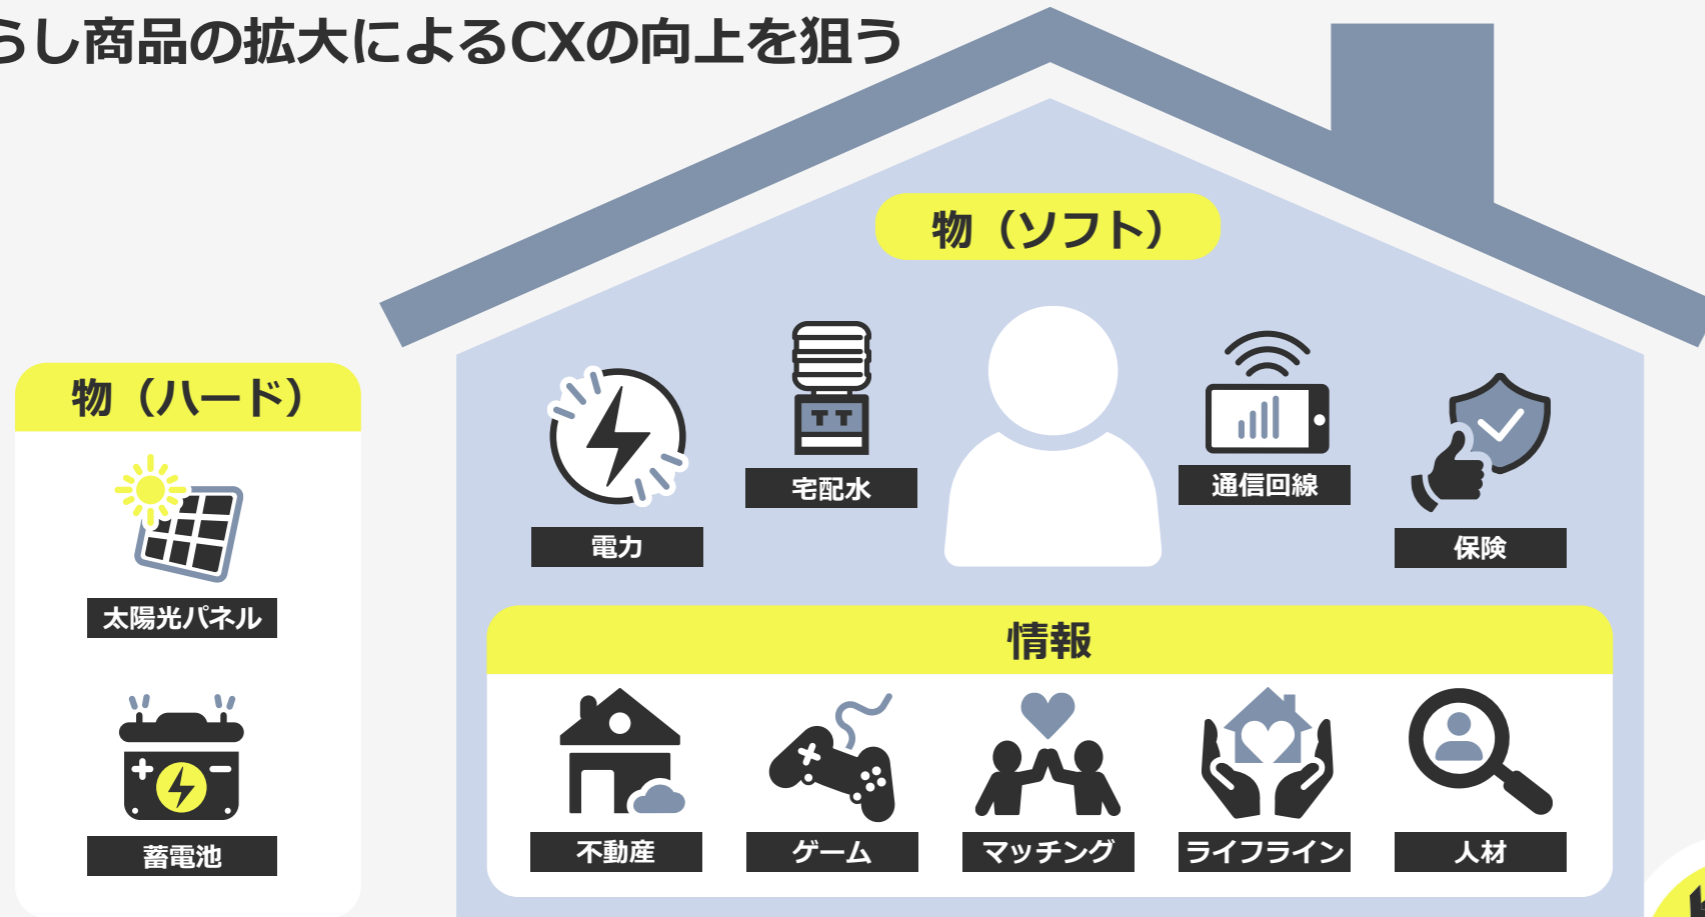 らし商品の拡大によるCXの向上を狙う
物（ソフト）
物（ハード）
宅配水
通信回線
電力
保険
太陽光パネル
情報
蓄電池
不動産
ゲーム
マッチング
ライフライン
人材